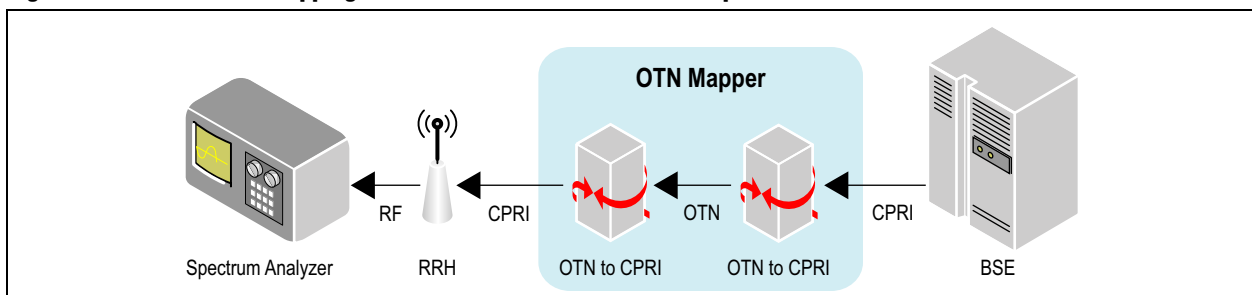 OTN Mapper
RF
CPRI
OTN
CPRI
Spectrum Analyzer
RRH
OTN to CPRI
OTN to CPRI
BSE